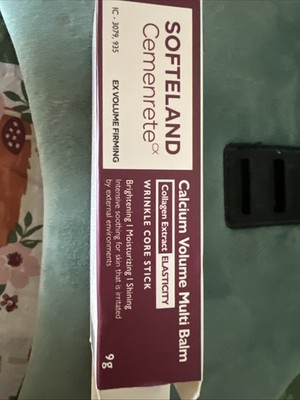 SOFTELAND
Cemenrete CK
IC - 3079, 935
EX VOLUME FIRMING
Calcium Volume Multi Balm
Collagen Extract ELASTICITY
WRINKLE CORE STICK
Brightening | Moisturizing | Shining
Intensive soothing for skin that is irritated
by external environments
9g